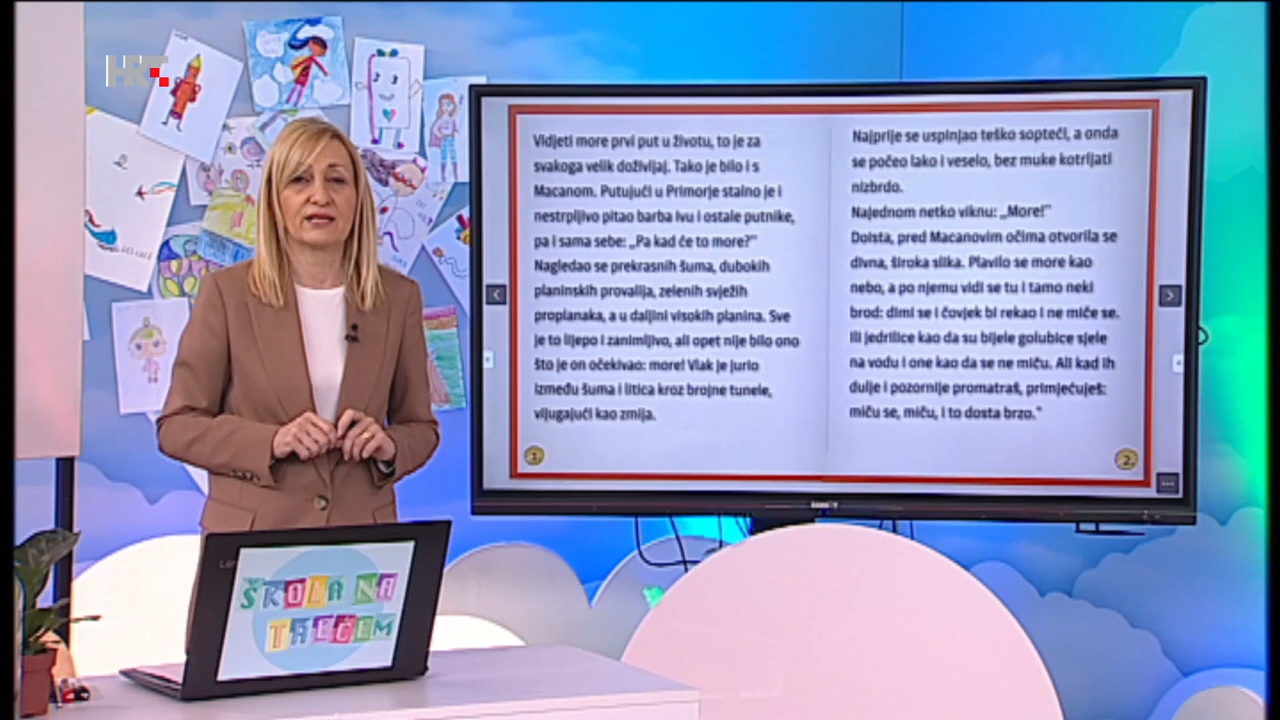 HRT
Vidjeti more prvi put u životu, to je za
svakoga velik doživljaj. Tako je bilo i s
Macanom. Putujući u Primorje stalno je i
nestrpljivo pitao barba Ivu i ostale putnike,
pa i sama sebe: „Pa kad će to more?"
Nagledao se prekrasnih šuma, dubokih
planinskih provalija, zelenih svježih
proplanaka, a u daljini visokih planina. Sve
je to lijepo i zanimljivo, ali opet nije bilo ono
što je on očekivao: more! Vlak je jurio
između šuma i litica kroz brojne tunele,
vijugajući kao zmija.
1
Najprije se uspinjao teško sopteći, a onda
se počeo lako i veselo, bez muke kotrljati
nizbrdo.
Najednom netko viknu: „More!"
Doista, pred Macanovim očima otvorila se
divna, široka slika. Plavilo se more kao
nebo, a po njemu vidi se tu i tamo neki
brod: dimi se i čovjek bi rekao i ne miče se.
Ili jedrilice kao da su bijele golubice sjele
na vodu i one kao da se ne miču. Ali kad ih
dulje i pozornije promatraš, primjećuješ:
miču se, miču, i to dosta brzo."
2
ŠKOLA NA
TREĆEM